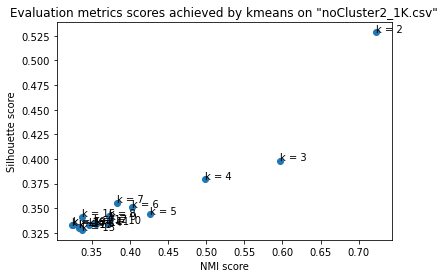 Evaluation metrics scores achieved by kmeans on "noCluster2_1K.csv"
0.525
0.500
0.475
0.450
0.425
0.400
0.375
0.350
0.325
Silhouette score
k = 2
k = 3
k = 4
k = 7
k = 6
k = 5
0.35
0.40
0.45
0.50
0.55
0.60
0.65
0.70
NMI score